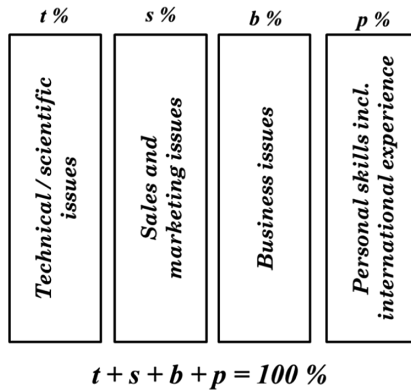 t % s % b % p %
Technical / scientific
issues
Sales and
marketing issues
Business issues
Personal skills incl.
international experience
t + s + b + p = 100 %